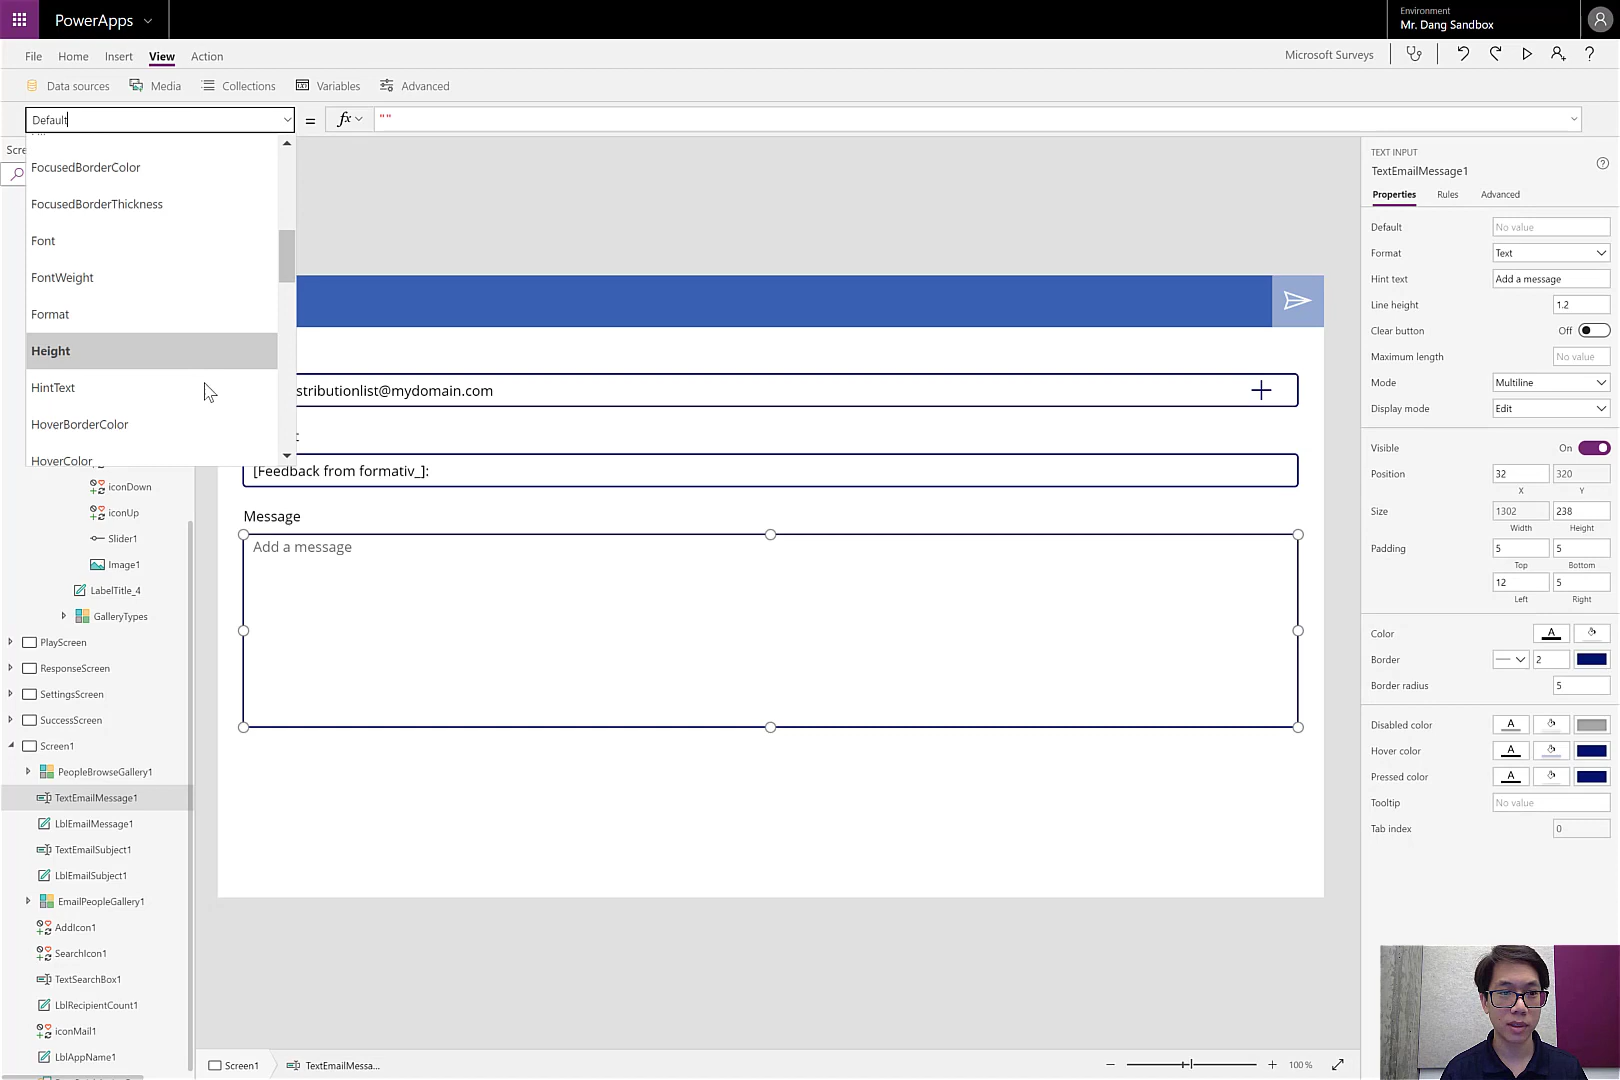 PowerApps
Environment
Mr. Dang Sandbox
File Home Insert View Action
Microsoft Surveys
?
Data sources Media Collections Variables Advanced
Default = fx ""
FocusedBorderColor
FocusedBorderThickness
Font
FontWeight
Format
Height
HintText
HoverBorderColor
HoverColor
Scre
iconDown
iconUp
Slider1
Image1
LabelTitle_4
GalleryTypes
PlayScreen
ResponseScreen
SettingsScreen
SuccessScreen
Screen1
PeopleBrowseGallery1
TextEmailMessage1
LblEmailMessage1
TextEmailSubject1
LblEmailSubject1
EmailPeopleGallery1
AddIcon1
SearchIcon1
TextSearchBox1
LblRecipientCount1
iconMail1
LblAppName1
stributionlist@mydomain.com
t
[Feedback from formativ_]:
Message
Add a message
Screen1 TextEmailMessa...
100 %
TEXT INPUT
TextEmailMessage1
?
Properties Rules Advanced
Default No value
Format Text
Hint text Add a message
Line height 1.2
Clear button Off
Maximum length No value
Mode Multiline
Display mode Edit
Visible On
Position 32 320
X Y
Size 1302 238
Width Height
Padding 5 5
Top Bottom
12 5
Left Right
Color A
Border 2
Border radius 5
Disabled color A
Hover color A
Pressed color A
Tooltip No value
Tab index 0